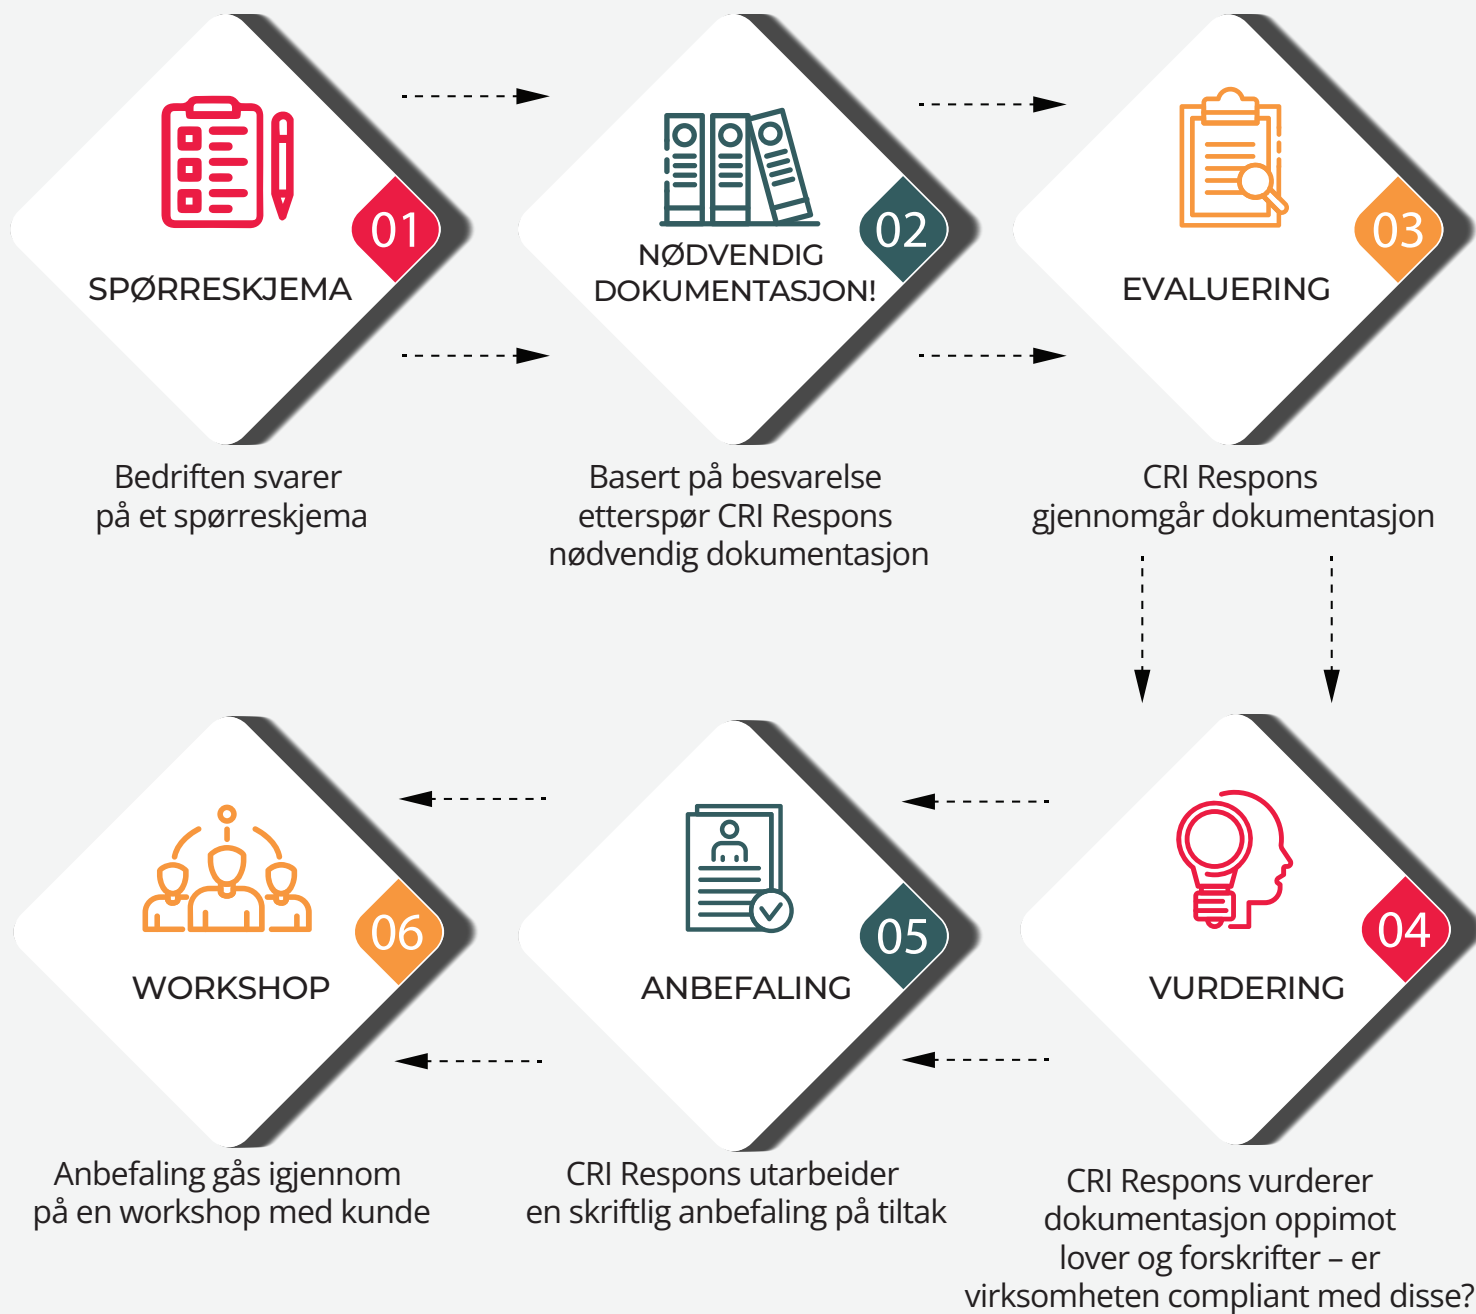 01
SPØRRESKJEMA
Bedriften svarer
på et spørreskjema
02
NØDVENDIG
DOKUMENTASJON!
Basert på besvarelse
etterspør CRI Respons
nødvendig dokumentasjon
03
EVALUERING
CRI Respons
gjennomgår dokumentasjon
04
VURDERING
CRI Respons vurderer
dokumentasjon oppimot
lover og forskrifter – er
virksomheten compliant med disse?
05
ANBEFALING
CRI Respons utarbeider
en skriftlig anbefaling på tiltak
06
WORKSHOP
Anbefaling gås igjennom
på en workshop med kunde